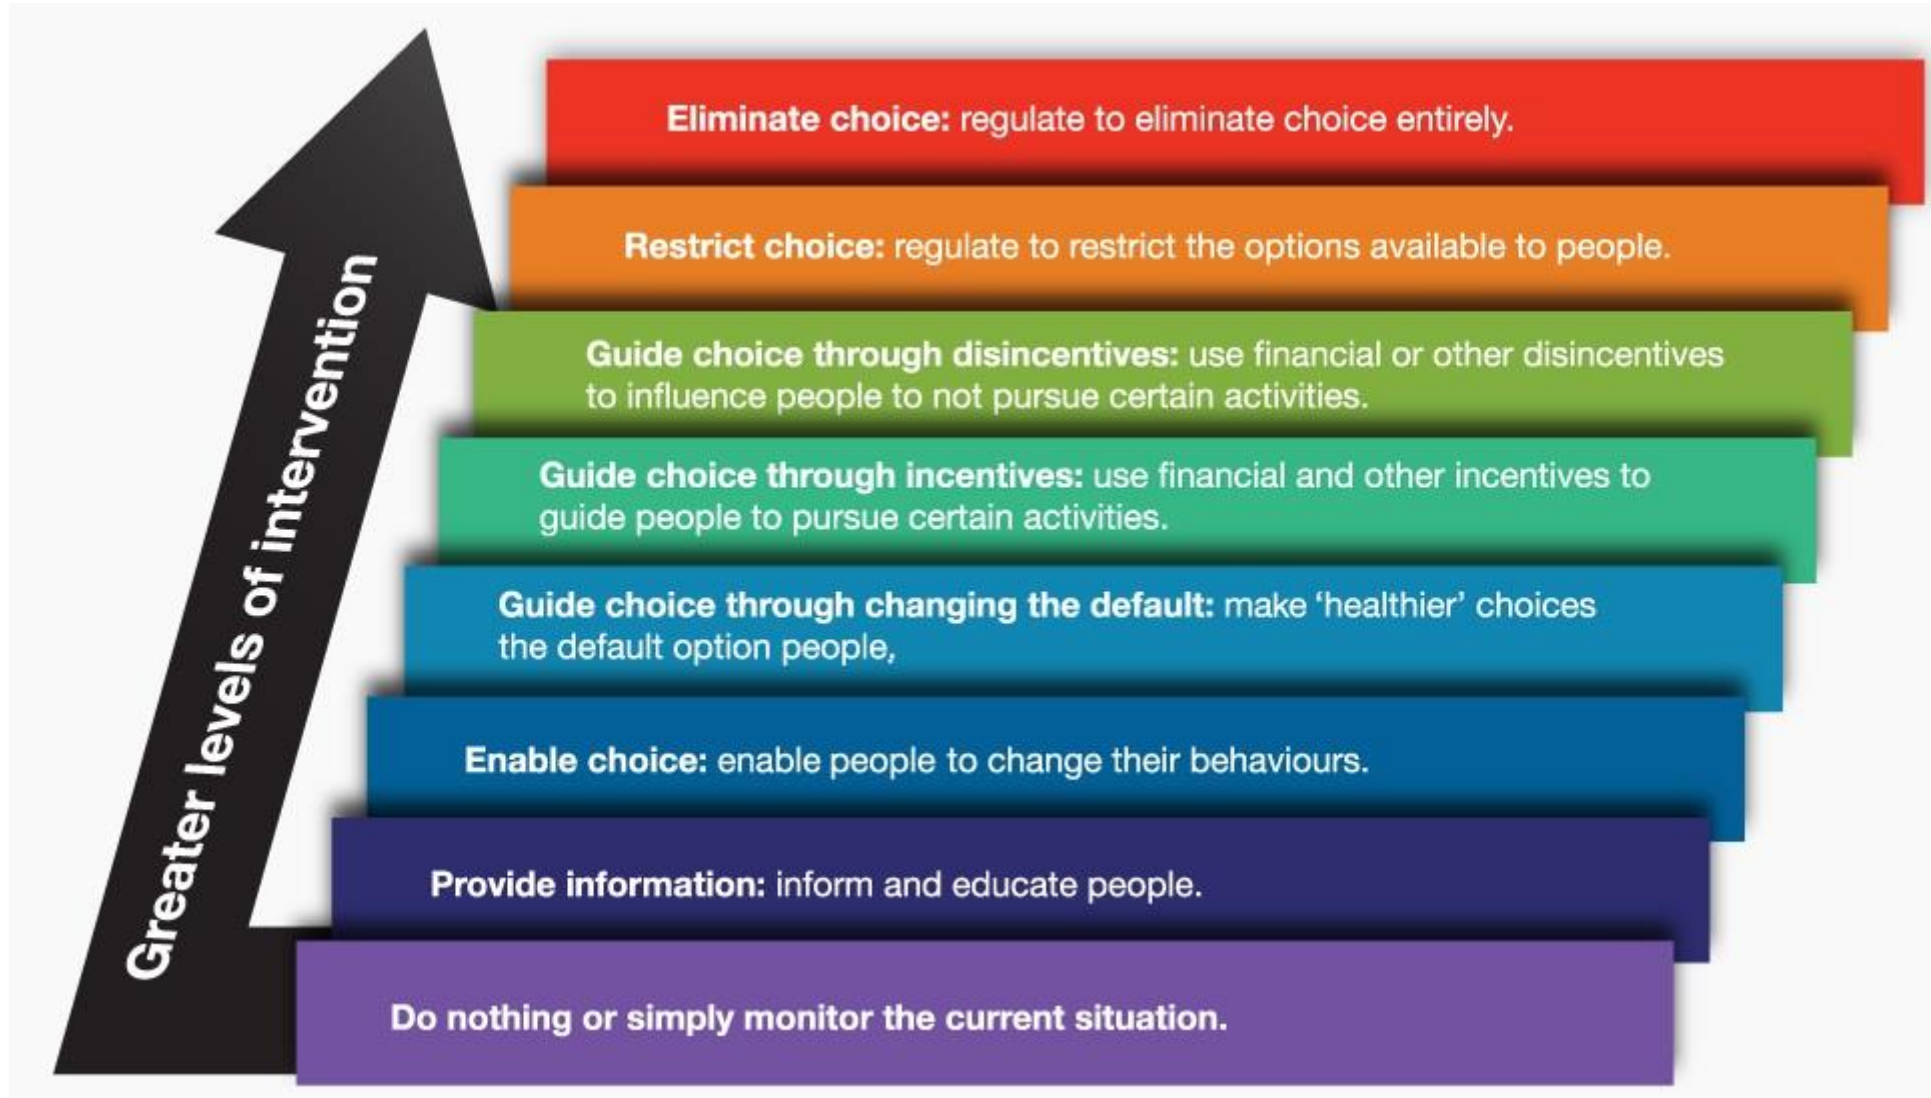 Greater levels of intervention
Eliminate choice: regulate to eliminate choice entirely.
Restrict choice: regulate to restrict the options available to people.
Guide choice through disincentives: use financial or other disincentives
to influence people to not pursue certain activities.
Guide choice through incentives: use financial and other incentives to
guide people to pursue certain activities.
Guide choice through changing the default: make ‘healthier’ choices
the default option people,
Enable choice: enable people to change their behaviours.
Provide information: inform and educate people.
Do nothing or simply monitor the current situation.